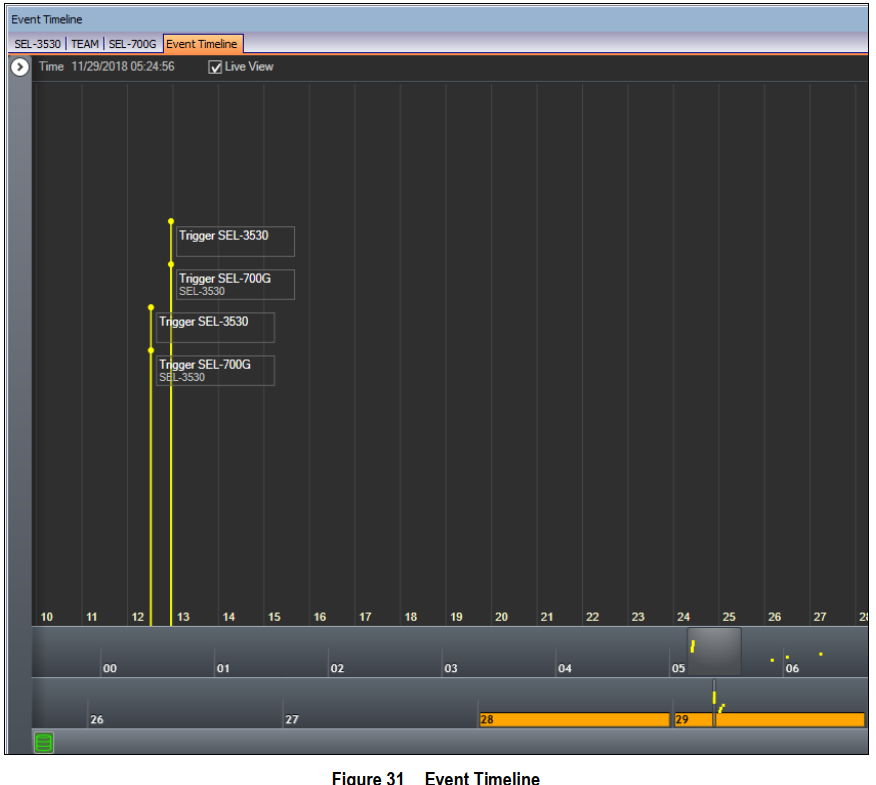 Event Timeline
SEL-3530 | TEAM | SEL-700G Event Timeline
Time 11/29/2018 05:24:56 Live View
Trigger SEL-3530
Trigger SEL-700G
SEL-3530
Trigger SEL-3530
Trigger SEL-700G
SEL-3530
10 11 12 13 14 15 16 17 18 19 20 21 22 23 24 25 26 27
00 01 02 03 04 05 06
26 27 28 29
Figure 31 Event Timeline